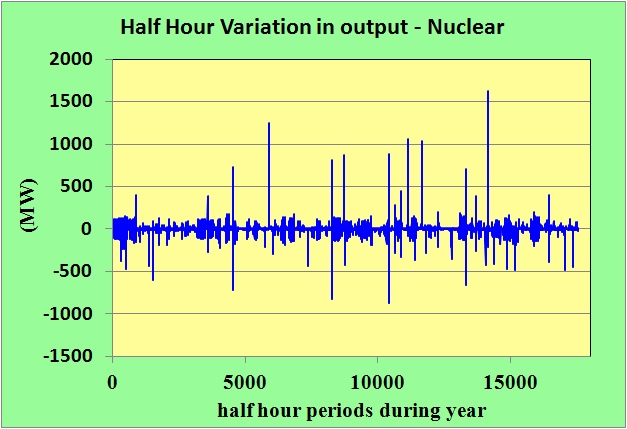 Half Hour Variation in output - Nuclear
2000
1500
1000
500
0
-500
-1000
-1500
(MW)
0 5000 10000 15000
half hour periods during year